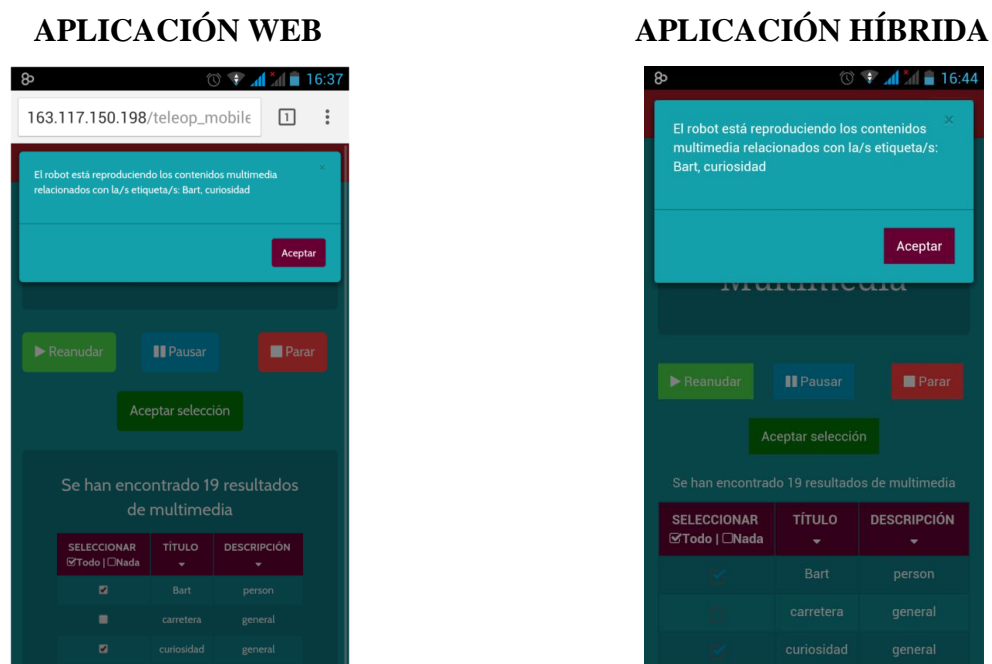 APLICACIÓN WEB
16:37
163.117.150.198/teleop_mobile
1
×
El robot está reproduciendo los contenidos multimedia
relacionados con la/s etiqueta/s: Bart, curiosidad
Aceptar
Reanudar Pausar Parar
Aceptar selección
Se han encontrado 19 resultados
de multimedia
SELECCIONAR TÍTULO DESCRIPCIÓN
Todo | Nada
Bart person
carretera general
curiosidad general
APLICACIÓN HÍBRIDA
16:44
×
El robot está reproduciendo los contenidos
multimedia relacionados con la/s etiqueta/s:
Bart, curiosidad
Aceptar
Multimedia
Reanudar Pausar Parar
Aceptar selección
Se han encontrado 19 resultados de multimedia
SELECCIONAR TÍTULO DESCRIPCIÓN
Todo | Nada
Bart person
carretera general
curiosidad general